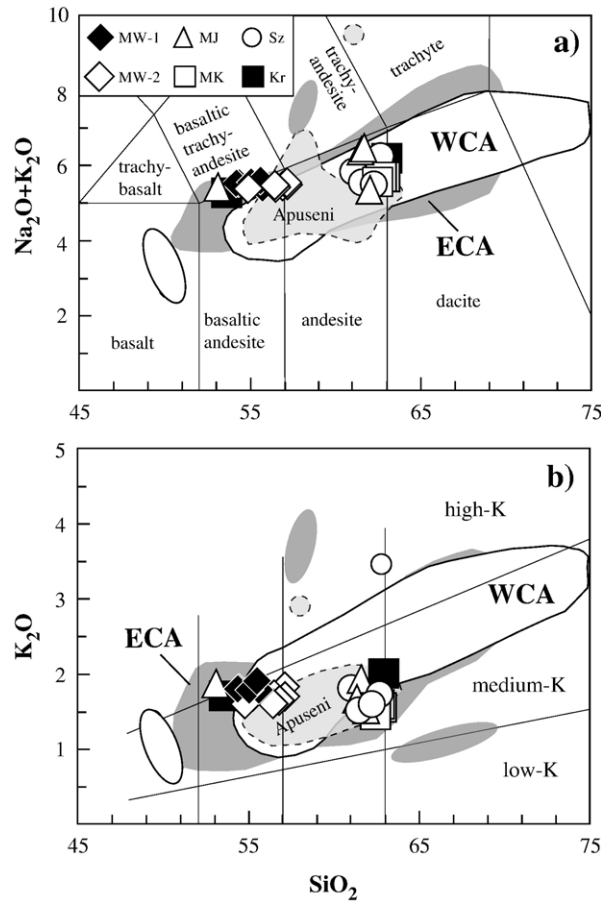 10
MW-1 MJ Sz
MW-2 MK Kr
a)
trachy-
andesite
trachyte
8
basaltic
trachy-
andesite
WCA
trachy-
basalt
Na2O+K2O
6
Apuseni
ECA
4
2
basalt
basaltic
andesite
andesite
dacite
45 55 65 75
5
b)
high-K
4
ECA
WCA
3
K2O
2
Apuseni
medium-K
1
low-K
0
45 55 65 75
SiO2